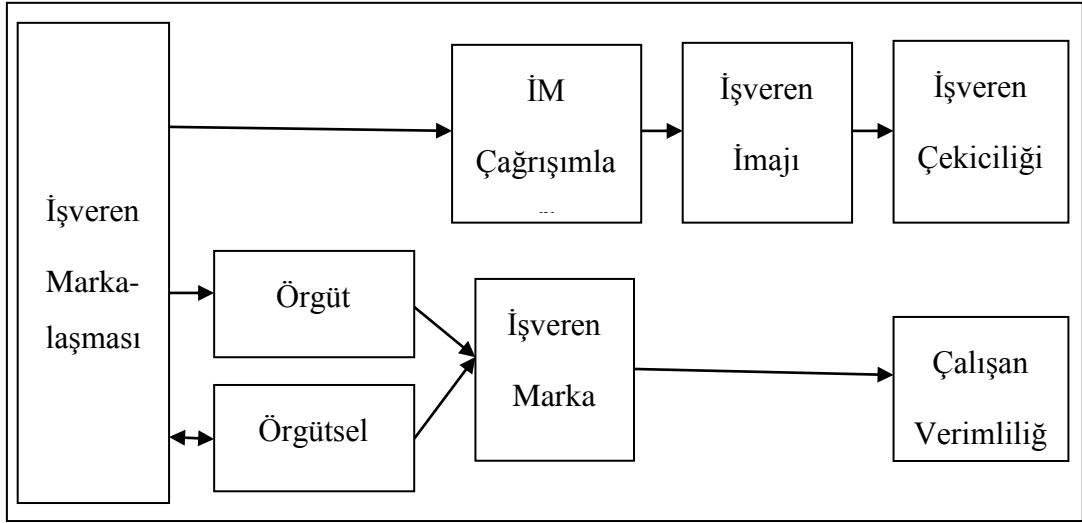 İşveren
Marka-
laşması
İM
Çağrışımla
İşveren
İmajı
İşveren
Çekiciliği
Örgüt
Örgütsel
İşveren
Marka
Çalışan
Verimliliğ